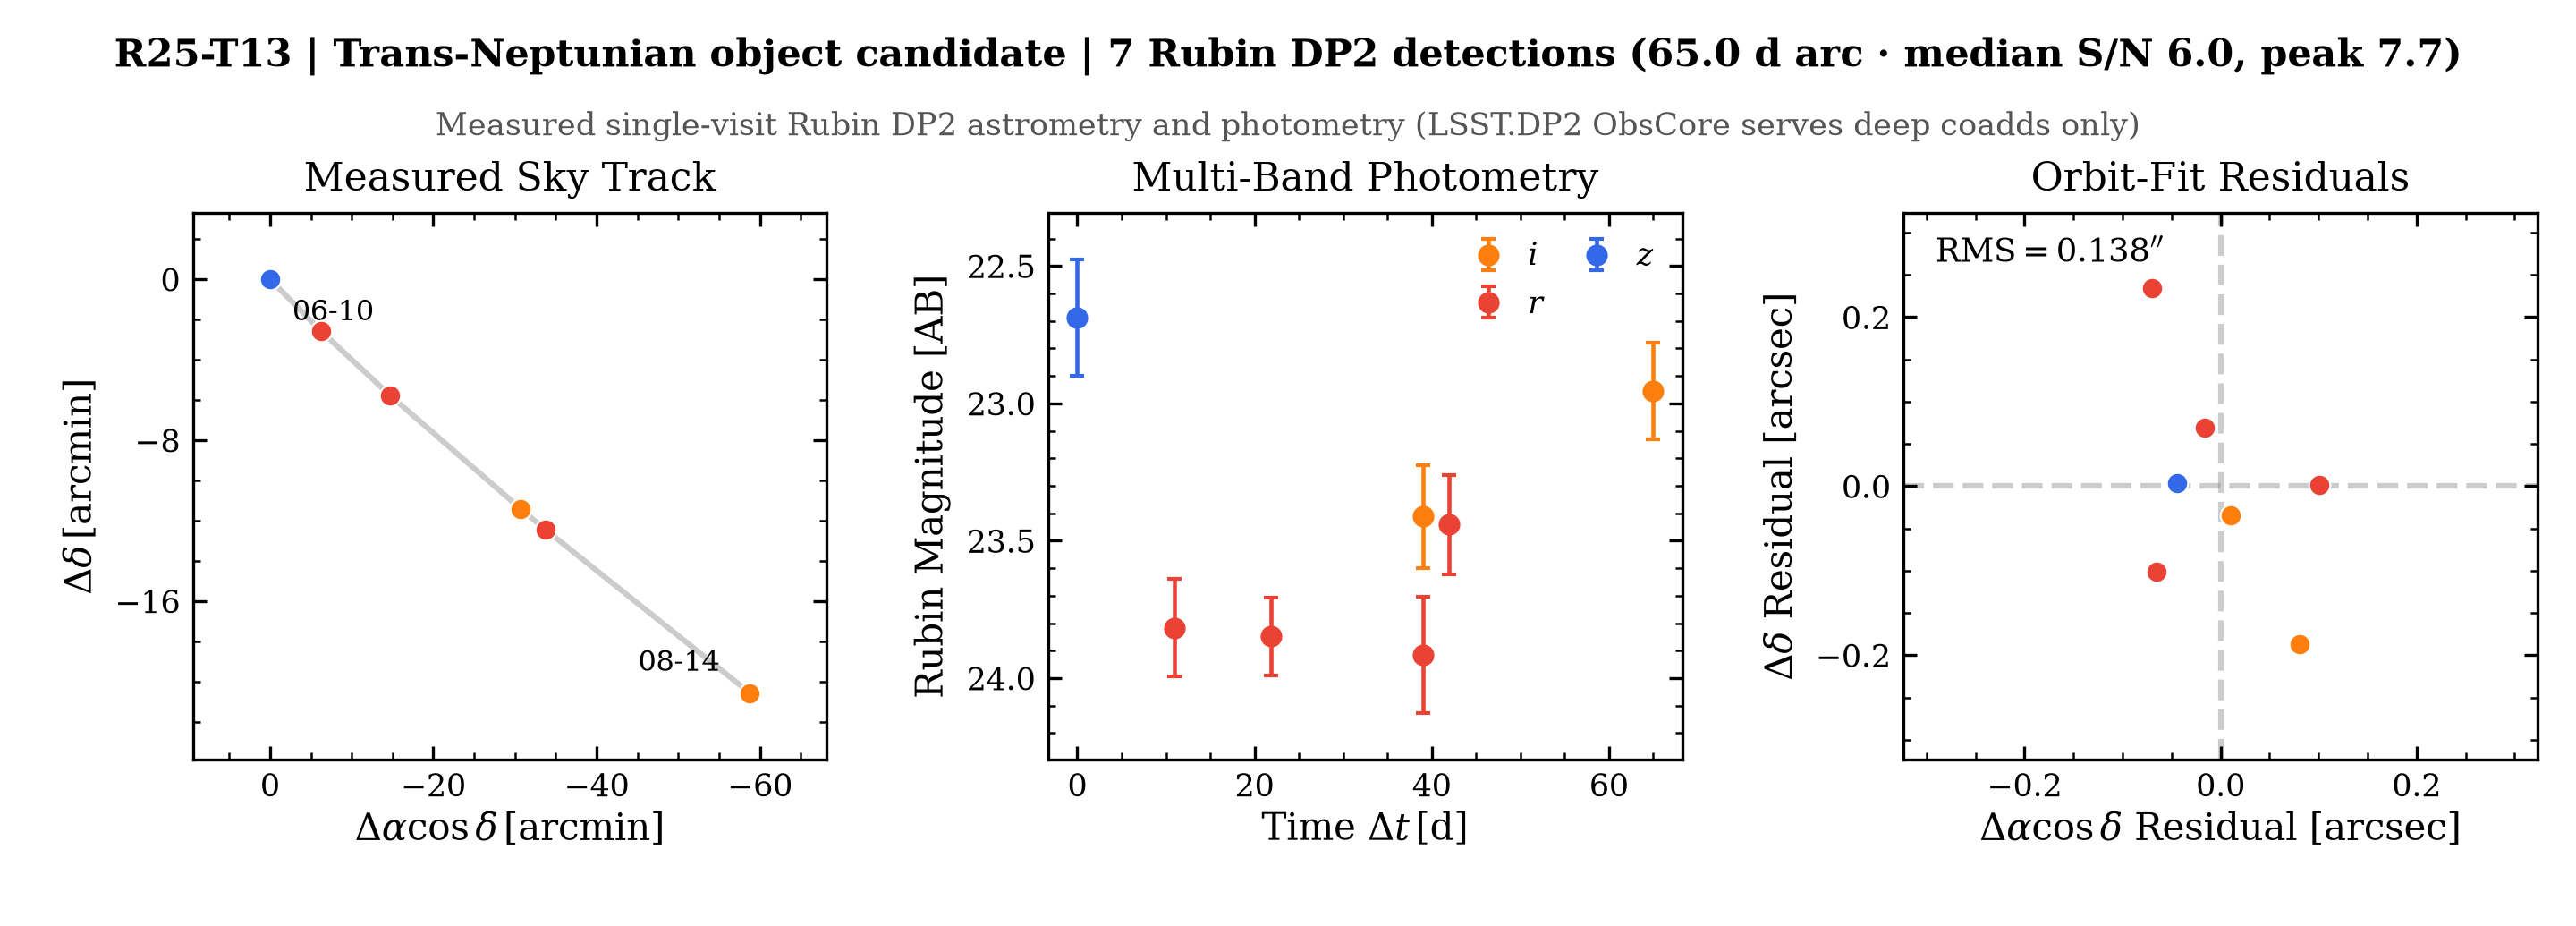 R25-T13 | Trans-Neptunian object candidate | 7 Rubin DP2 detections (65.0 d arc · median S/N 6.0, peak 7.7)
Measured single-visit Rubin DP2 astrometry and photometry (LSST.DP2 ObsCore serves deep coadds only)
Measured Sky Track
Δδ [arcmin]
0
−8
−16
06-10
08-14
0
−20
−40
−60
Δα cos δ [arcmin]
Multi-Band Photometry
Rubin Magnitude [AB]
22.5
23.0
23.5
24.0
i
r
z
0
20
40
60
Time Δt [d]
Orbit-Fit Residuals
Δδ Residual [arcsec]
0.2
0.0
−0.2
RMS = 0.138″
−0.2
0.0
0.2
Δα cos δ Residual [arcsec]